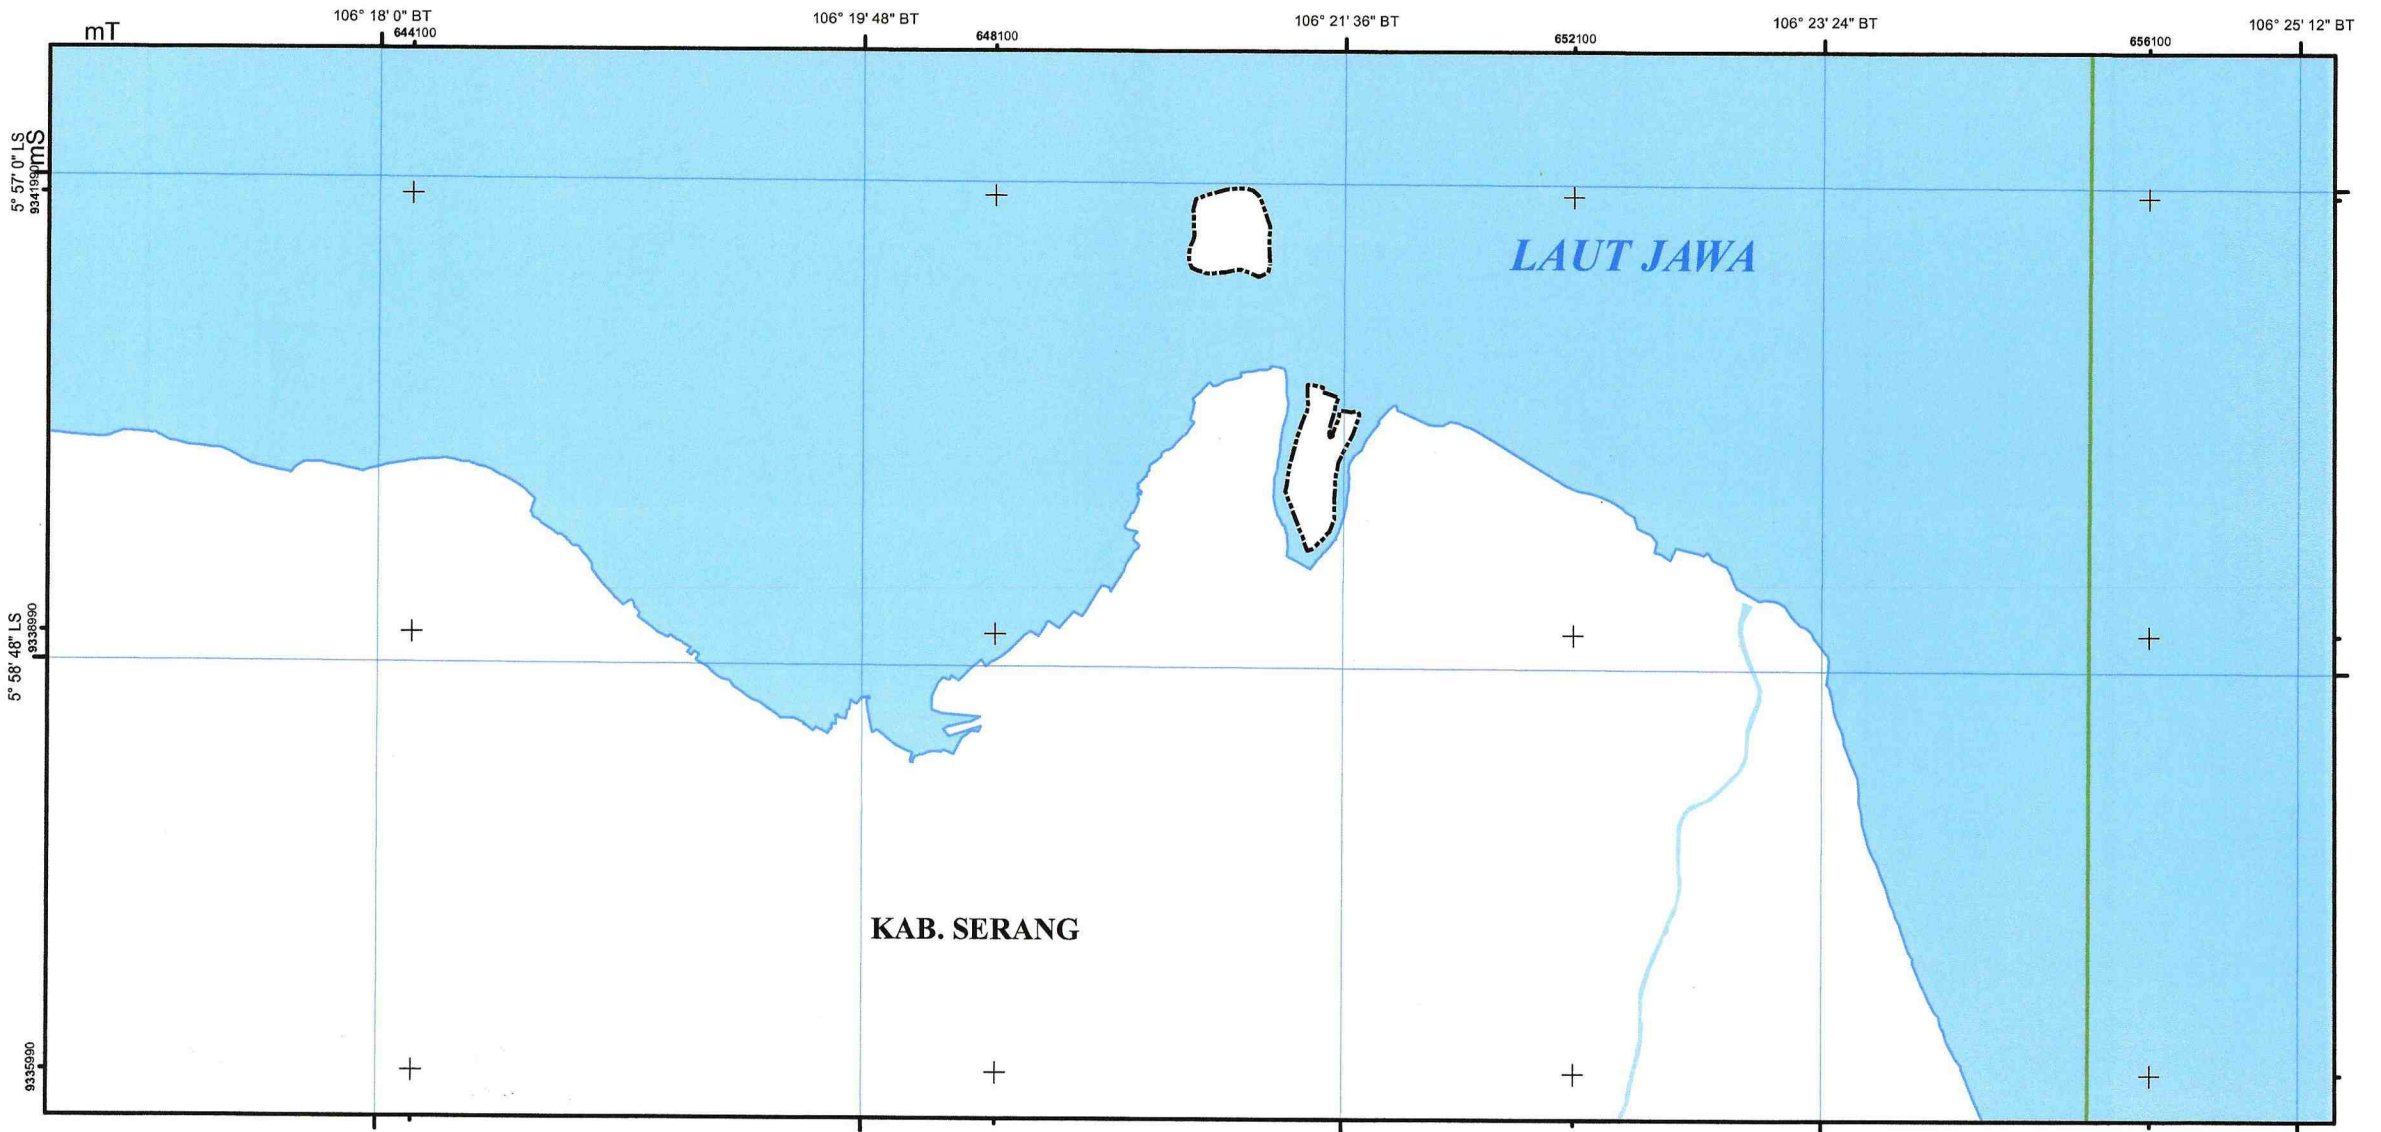 mT
106° 18' 0" BT
106° 19' 48" BT
106° 21' 36" BT
106° 23' 24" BT
106° 25' 12" BT
644100
648100
652100
656100
5° 57' 0" LS
mS
9341990
LAUT JAWA
5° 58' 48" LS
9338990
KAB. SERANG
9335990